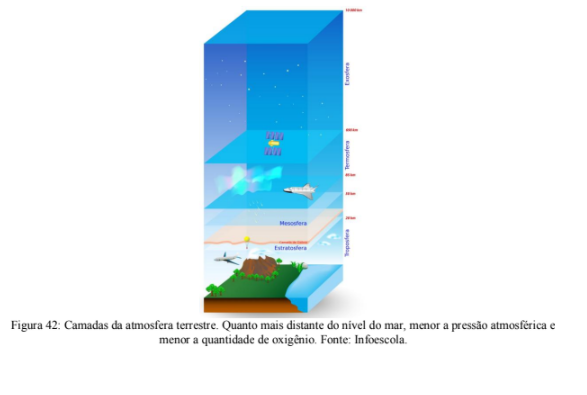 Exosfera
Termosfera
Mesosfera
Estratosfera
Troposfera
Figura 42: Camadas da atmosfera terrestre. Quanto mais distante do nível do mar, menor a pressão atmosférica e
menor a quantidade de oxigênio. Fonte: Infoescola.